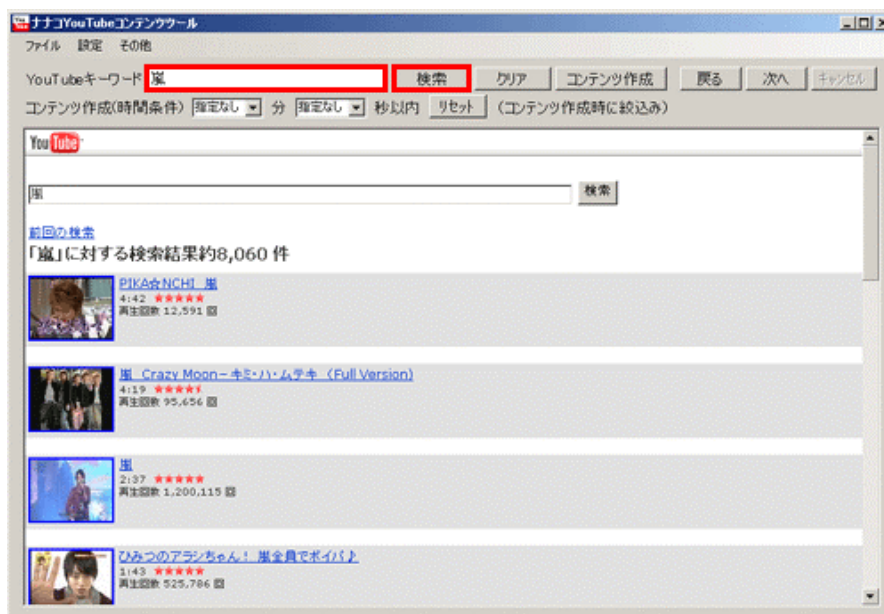 ナナコYouTubeコンテンツツール
ファイル 設定 その他
YouTubeキーワード 嵐 検索 クリア コンテンツ作成 戻る 次へ キャンセル
コンテンツ作成(時間条件) 指定なし 分 指定なし 秒以内 リセット (コンテンツ作成時に絞込み)
YouTube
嵐 検索
前回の検索
「嵐」に対する検索結果約8,060 件
PIKA☆NCHI 嵐
4:42 ★★★★★
再生回数 12,591 回
嵐 Crazy Moon－キミ・ハ・ムテキ (Full Version)
4:19
再生回数 95,656 回
嵐
2:37 ★★★★★
再生回数 1,200,115 回
ひみつのアラシちゃん! 嵐全員でボイパ♪
1:43 ★★★★★
再生回数 525,786 回